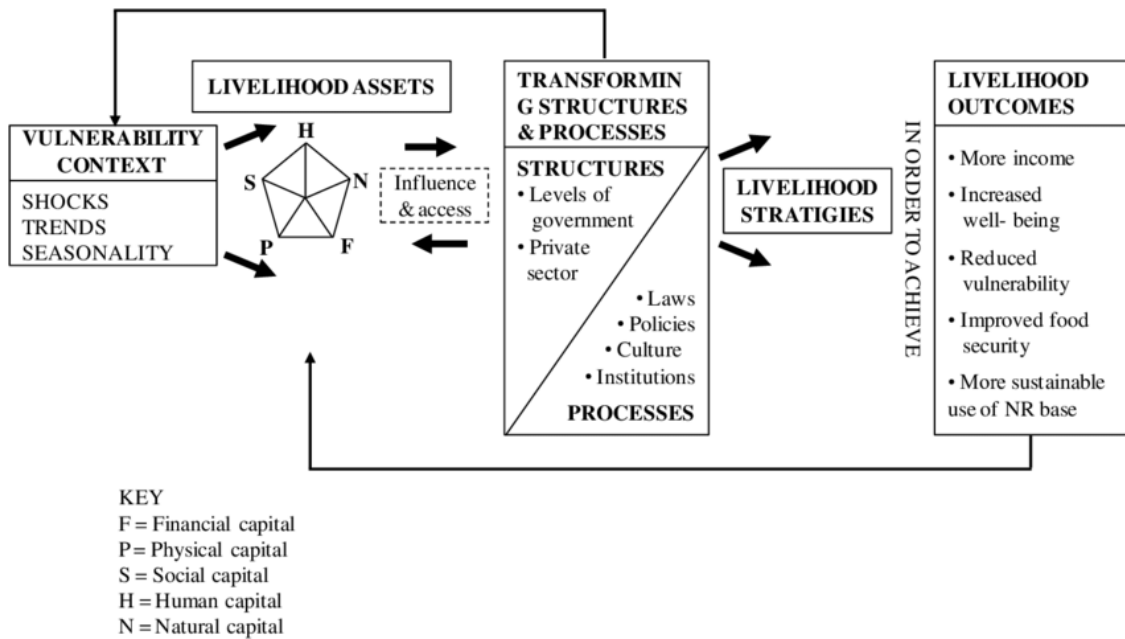 LIVELIHOOD ASSETS
VULNERABILITY
CONTEXT
SHOCKS
TRENDS
SEASONALITY
H
S
N
P
F
Influence
& access
TRANSFORMIN
G STRUCTURES
& PROCESSES
STRUCTURES
• Levels of
government
• Private
sector
• Laws
• Policies
• Culture
• Institutions
PROCESSES
LIVELIHOOD
STRATIGIES
IN ORDER TO ACHIEVE
LIVELIHOOD
OUTCOMES
• More income
• Increased
well- being
• Reduced
vulnerability
• Improved food
security
• More sustainable
use of NR base
KEY
F = Financial capital
P = Physical capital
S = Social capital
H = Human capital
N = Natural capital